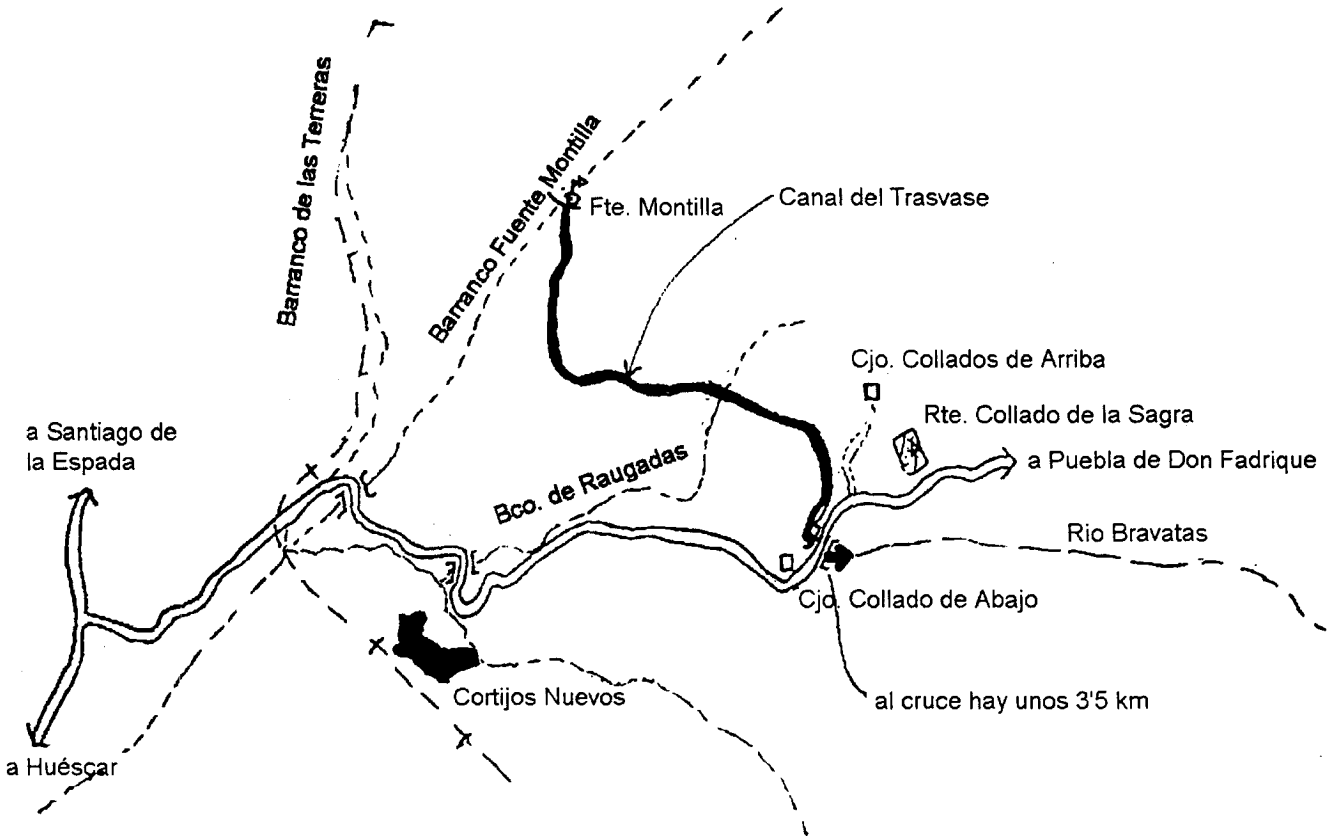 Barranco de las Terreras
Barranco Fuente Montilla
Fte. Montilla
Canal del Trasvase
Cjo. Collados de Arriba
Rte. Collado de la Sagra
a Santiago de
la Espada
a Puebla de Don Fadrique
Bco. de Raugadas
Rio Bravatas
Cjo. Collado de Abajo
Cortijos Nuevos
al cruce hay unos 3'5 km
a Huéscar